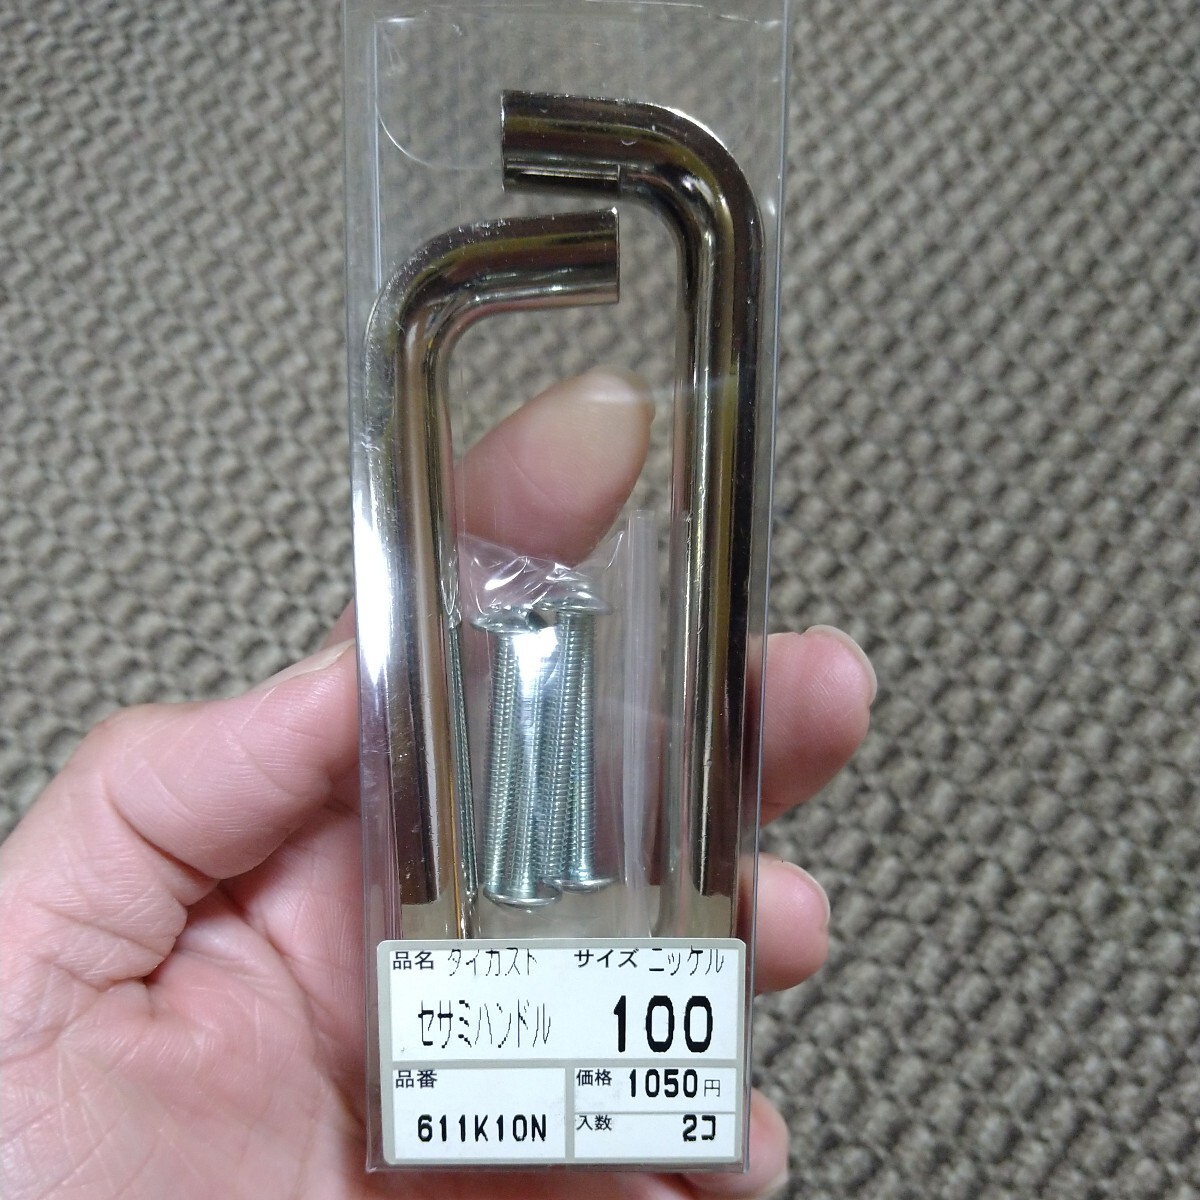 品名 ダイカスト サイズ ニッケル
セサミハンドル 100
品番 価格 1050円
611K10N 入数 2コ